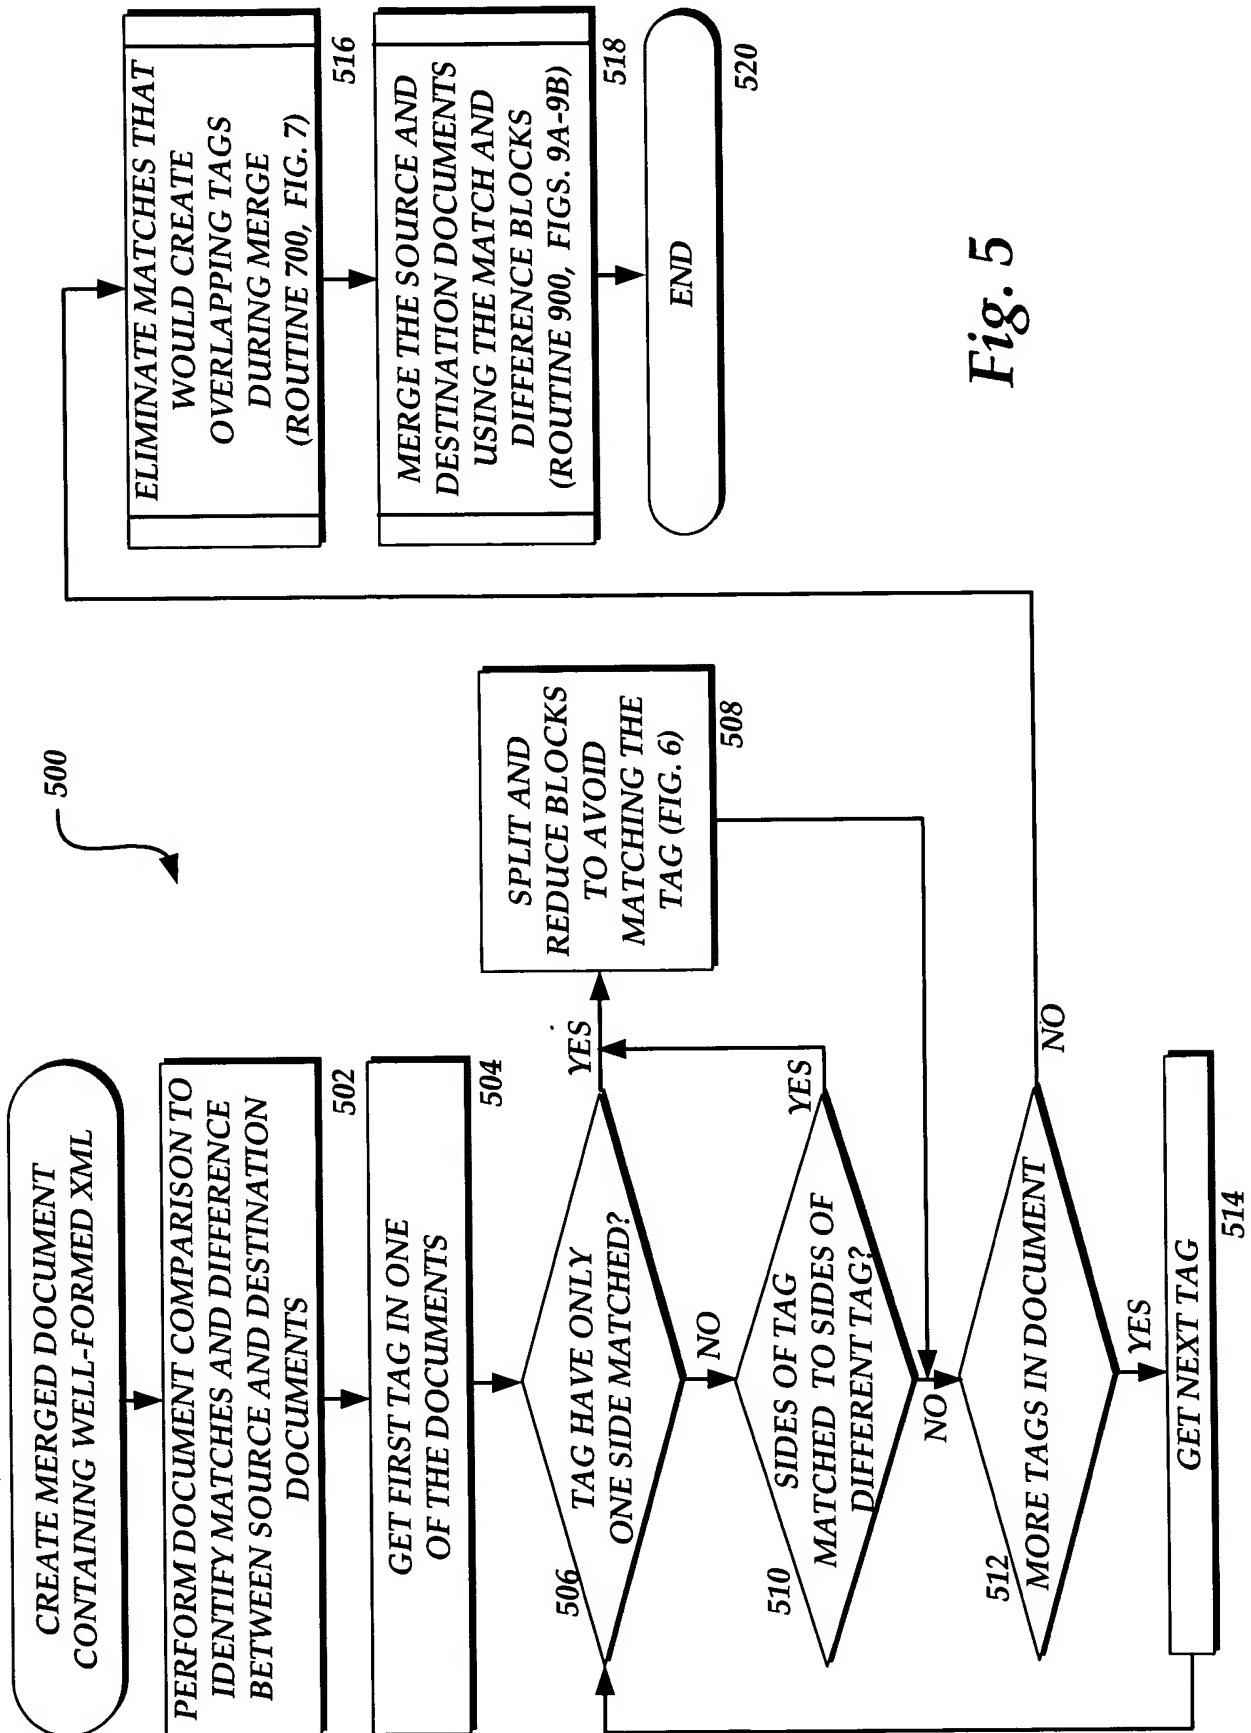 500
CREATE MERGED DOCUMENT
CONTAINING WELL-FORMED XML
PERFORM DOCUMENT COMPARISON TO
IDENTIFY MATCHES AND DIFFERENCE
BETWEEN SOURCE AND DESTINATION
DOCUMENTS
502
GET FIRST TAG IN ONE
OF THE DOCUMENTS
504
506
TAG HAVE ONLY
ONE SIDE MATCHED?
YES
NO
SPLIT AND
REDUCE BLOCKS
TO AVOID
MATCHING THE
TAG (FIG. 6)
508
510
SIDES OF TAG
MATCHED TO SIDES OF
DIFFERENT TAG?
YES
NO
512
MORE TAGS IN DOCUMENT
NO
YES
GET NEXT TAG
514
ELIMINATE MATCHES THAT
WOULD CREATE
OVERLAPPING TAGS
DURING MERGE
(ROUTINE 700, FIG. 7)
516
MERGE THE SOURCE AND
DESTINATION DOCUMENTS
USING THE MATCH AND
DIFFERENCE BLOCKS
(ROUTINE 900, FIGS. 9A-9B)
518
END
520
Fig. 5